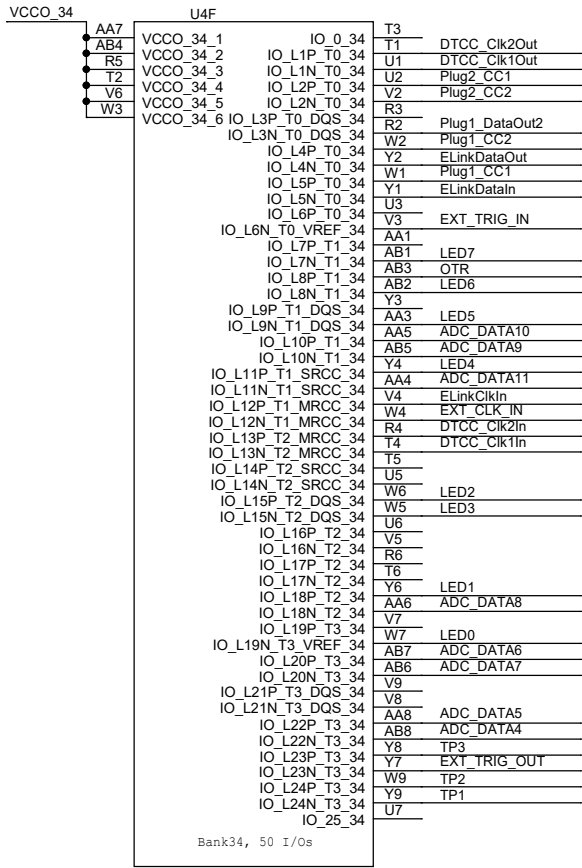 VCCO_34 U4F
AA7 VCCO_34_1 IO_0_34 T3
AB4 VCCO_34_2 IO_L1P_T0_34 T1 DTCC_Clk2Out
R5 VCCO_34_3 IO_L1N_T0_34 U1 DTCC_Clk1Out
T2 VCCO_34_4 IO_L2P_T0_34 U2 Plug2_CC1
V6 VCCO_34_5 IO_L2N_T0_34 V2 Plug2_CC2
W3 VCCO_34_6 IO_L3P_T0_DQS_34 R3
IO_L3N_T0_DQS_34 R2 Plug1_DataOut2
IO_L4P_T0_34 W2 Plug1_CC2
IO_L4N_T0_34 Y2 ELinkDataOut
IO_L5P_T0_34 W1 Plug1_CC1
IO_L5N_T0_34 Y1 ELinkDataIn
IO_L6P_T0_34 U3
IO_L6N_T0_VREF_34 V3 EXT_TRIG_IN
IO_L7P_T1_34 AA1
IO_L7N_T1_34 AB1 LED7
IO_L8P_T1_34 AB3 OTR
IO_L8N_T1_34 AB2 LED6
IO_L9P_T1_DQS_34 Y3
IO_L9N_T1_DQS_34 AA3 LED5
IO_L10P_T1_34 AA5 ADC_DATA10
IO_L10N_T1_34 AB5 ADC_DATA9
IO_L11P_T1_SRCC_34 Y4 LED4
IO_L11N_T1_SRCC_34 AA4 ADC_DATA11
IO_L12P_T1_MRCC_34 V4 ELinkClkIn
IO_L12N_T1_MRCC_34 W4 EXT_CLK_IN
IO_L13P_T2_MRCC_34 R4 DTCC_Clk2In
IO_L13N_T2_MRCC_34 T4 DTCC_Clk1In
IO_L14P_T2_SRCC_34 T5
IO_L14N_T2_SRCC_34 U5
IO_L15P_T2_DQS_34 W6 LED2
IO_L15N_T2_DQS_34 W5 LED3
IO_L16P_T2_34 U6
IO_L16N_T2_34 V5
IO_L17P_T2_34 R6
IO_L17N_T2_34 T6
IO_L18P_T2_34 Y6 LED1
IO_L18N_T2_34 AA6 ADC_DATA8
IO_L19P_T3_34 V7
IO_L19N_T3_VREF_34 W7 LED0
IO_L20P_T3_34 AB7 ADC_DATA6
IO_L20N_T3_34 AB6 ADC_DATA7
IO_L21P_T3_DQS_34 V9
IO_L21N_T3_DQS_34 V8
IO_L22P_T3_34 AA8 ADC_DATA5
IO_L22N_T3_34 AB8 ADC_DATA4
IO_L23P_T3_34 Y8 TP3
IO_L23N_T3_34 Y7 EXT_TRIG_OUT
IO_L24P_T3_34 W9 TP2
IO_L24N_T3_34 Y9 TP1
IO_25_34 U7
Bank34, 50 I/Os